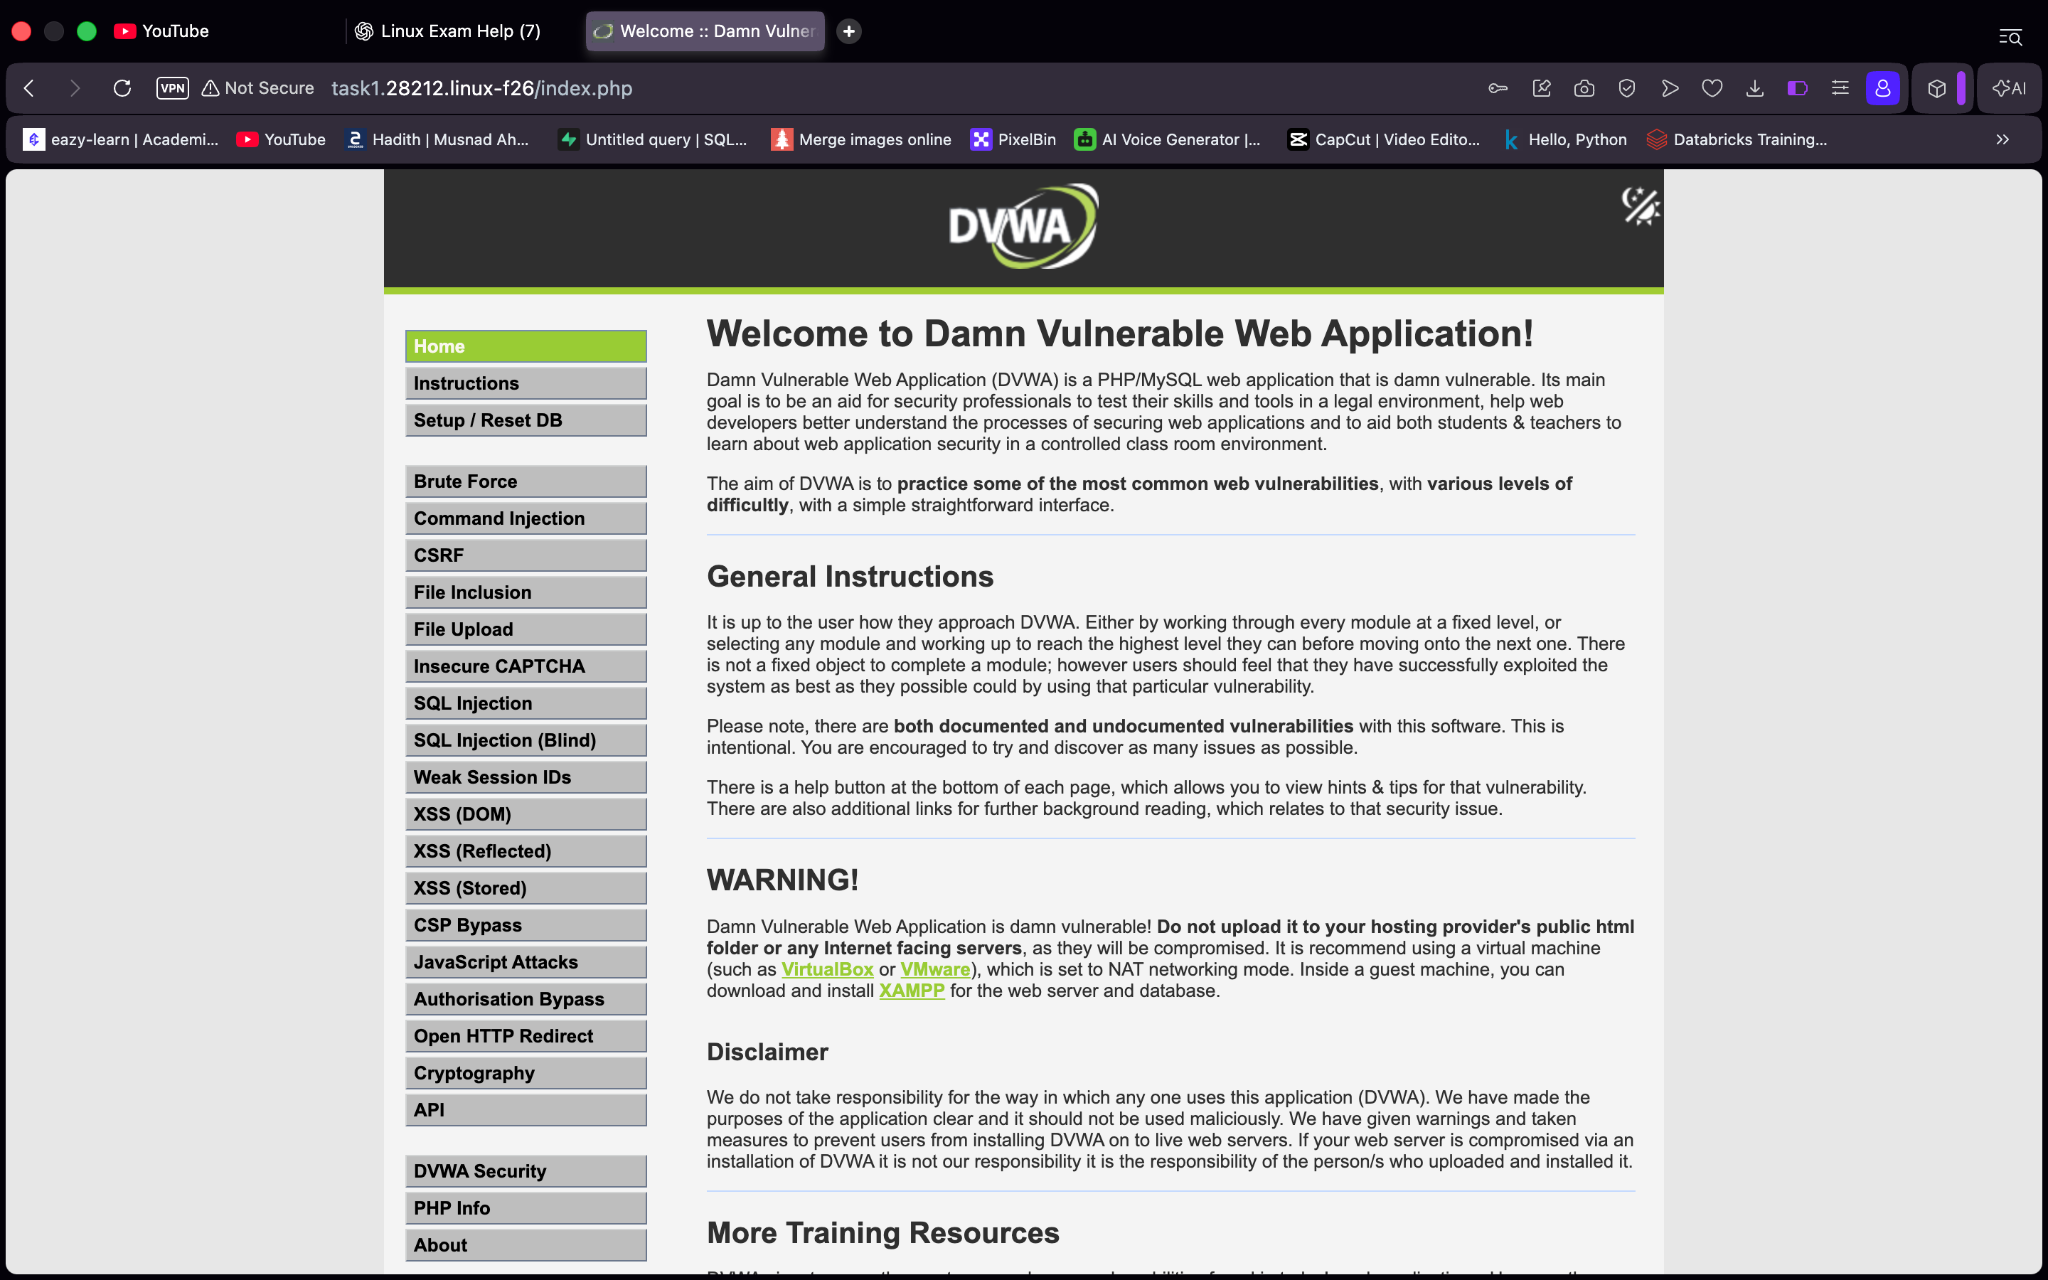 YouTube
Linux Exam Help (7)
Welcome :: Damn Vulner
VPN
Not Secure
task1.28212.linux-f26/index.php
AI
eazy-learn | Academi...
YouTube
Hadith | Musnad Ah...
Untitled query | SQL...
Merge images online
PixelBin
AI Voice Generator |...
CapCut | Video Edito...
Hello, Python
Databricks Training...
DVWA
Home
Instructions
Setup / Reset DB
Brute Force
Command Injection
CSRF
File Inclusion
File Upload
Insecure CAPTCHA
SQL Injection
SQL Injection (Blind)
Weak Session IDs
XSS (DOM)
XSS (Reflected)
XSS (Stored)
CSP Bypass
JavaScript Attacks
Authorisation Bypass
Open HTTP Redirect
Cryptography
API
DVWA Security
PHP Info
About
Welcome to Damn Vulnerable Web Application!
Damn Vulnerable Web Application (DVWA) is a PHP/MySQL web application that is damn vulnerable. Its main
goal is to be an aid for security professionals to test their skills and tools in a legal environment, help web
developers better understand the processes of securing web applications and to aid both students & teachers to
learn about web application security in a controlled class room environment.
The aim of DVWA is to practice some of the most common web vulnerabilities, with various levels of
difficultly, with a simple straightforward interface.
General Instructions
It is up to the user how they approach DVWA. Either by working through every module at a fixed level, or
selecting any module and working up to reach the highest level they can before moving onto the next one. There
is not a fixed object to complete a module; however users should feel that they have successfully exploited the
system as best as they possible could by using that particular vulnerability.
Please note, there are both documented and undocumented vulnerabilities with this software. This is
intentional. You are encouraged to try and discover as many issues as possible.
There is a help button at the bottom of each page, which allows you to view hints & tips for that vulnerability.
There are also additional links for further background reading, which relates to that security issue.
WARNING!
Damn Vulnerable Web Application is damn vulnerable! Do not upload it to your hosting provider's public html
folder or any Internet facing servers, as they will be compromised. It is recommend using a virtual machine
(such as VirtualBox or VMware), which is set to NAT networking mode. Inside a guest machine, you can
download and install XAMPP for the web server and database.
Disclaimer
We do not take responsibility for the way in which any one uses this application (DVWA). We have made the
purposes of the application clear and it should not be used maliciously. We have given warnings and taken
measures to prevent users from installing DVWA on to live web servers. If your web server is compromised via an
installation of DVWA it is not our responsibility it is the responsibility of the person/s who uploaded and installed it.
More Training Resources